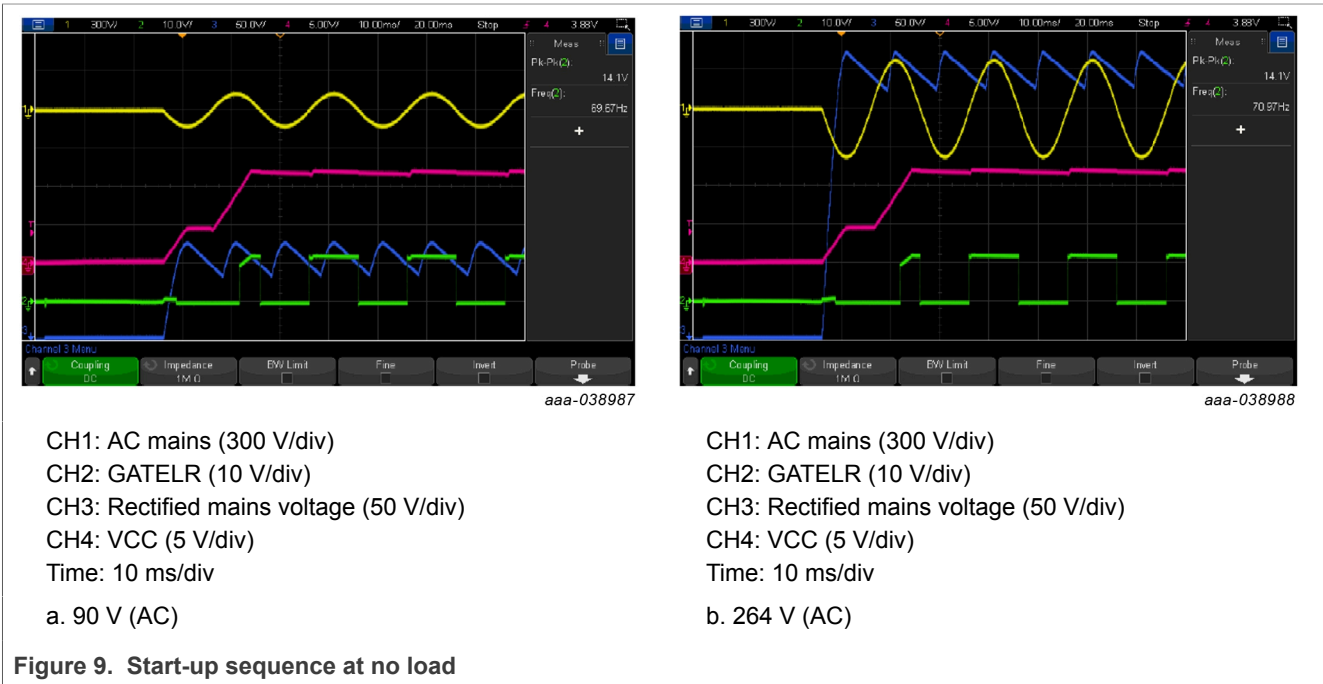 1 300V/ 2 10.0V/ 3 50.0V/ 4 5.00V/ 10.00ms/ 20.00ms Stop 4 3.88V
Meas
Pk-Pk(2):
14.1V
Freq(2):
69.67Hz
+
Channel 3 Menu
Coupling
DC
Impedance
1M Ω
BW Limit
Fine
Invert
Probe
aaa-038987
CH1: AC mains (300 V/div)
CH2: GATELR (10 V/div)
CH3: Rectified mains voltage (50 V/div)
CH4: VCC (5 V/div)
Time: 10 ms/div
a. 90 V (AC)
1 300V/ 2 10.0V/ 3 50.0V/ 4 5.00V/ 10.00ms/ 20.00ms Stop 4 3.88V
Meas
Pk-Pk(2):
14.1V
Freq(2):
70.97Hz
+
Channel 3 Menu
Coupling
DC
Impedance
1M Ω
BW Limit
Fine
Invert
Probe
aaa-038988
CH1: AC mains (300 V/div)
CH2: GATELR (10 V/div)
CH3: Rectified mains voltage (50 V/div)
CH4: VCC (5 V/div)
Time: 10 ms/div
b. 264 V (AC)
Figure 9. Start-up sequence at no load